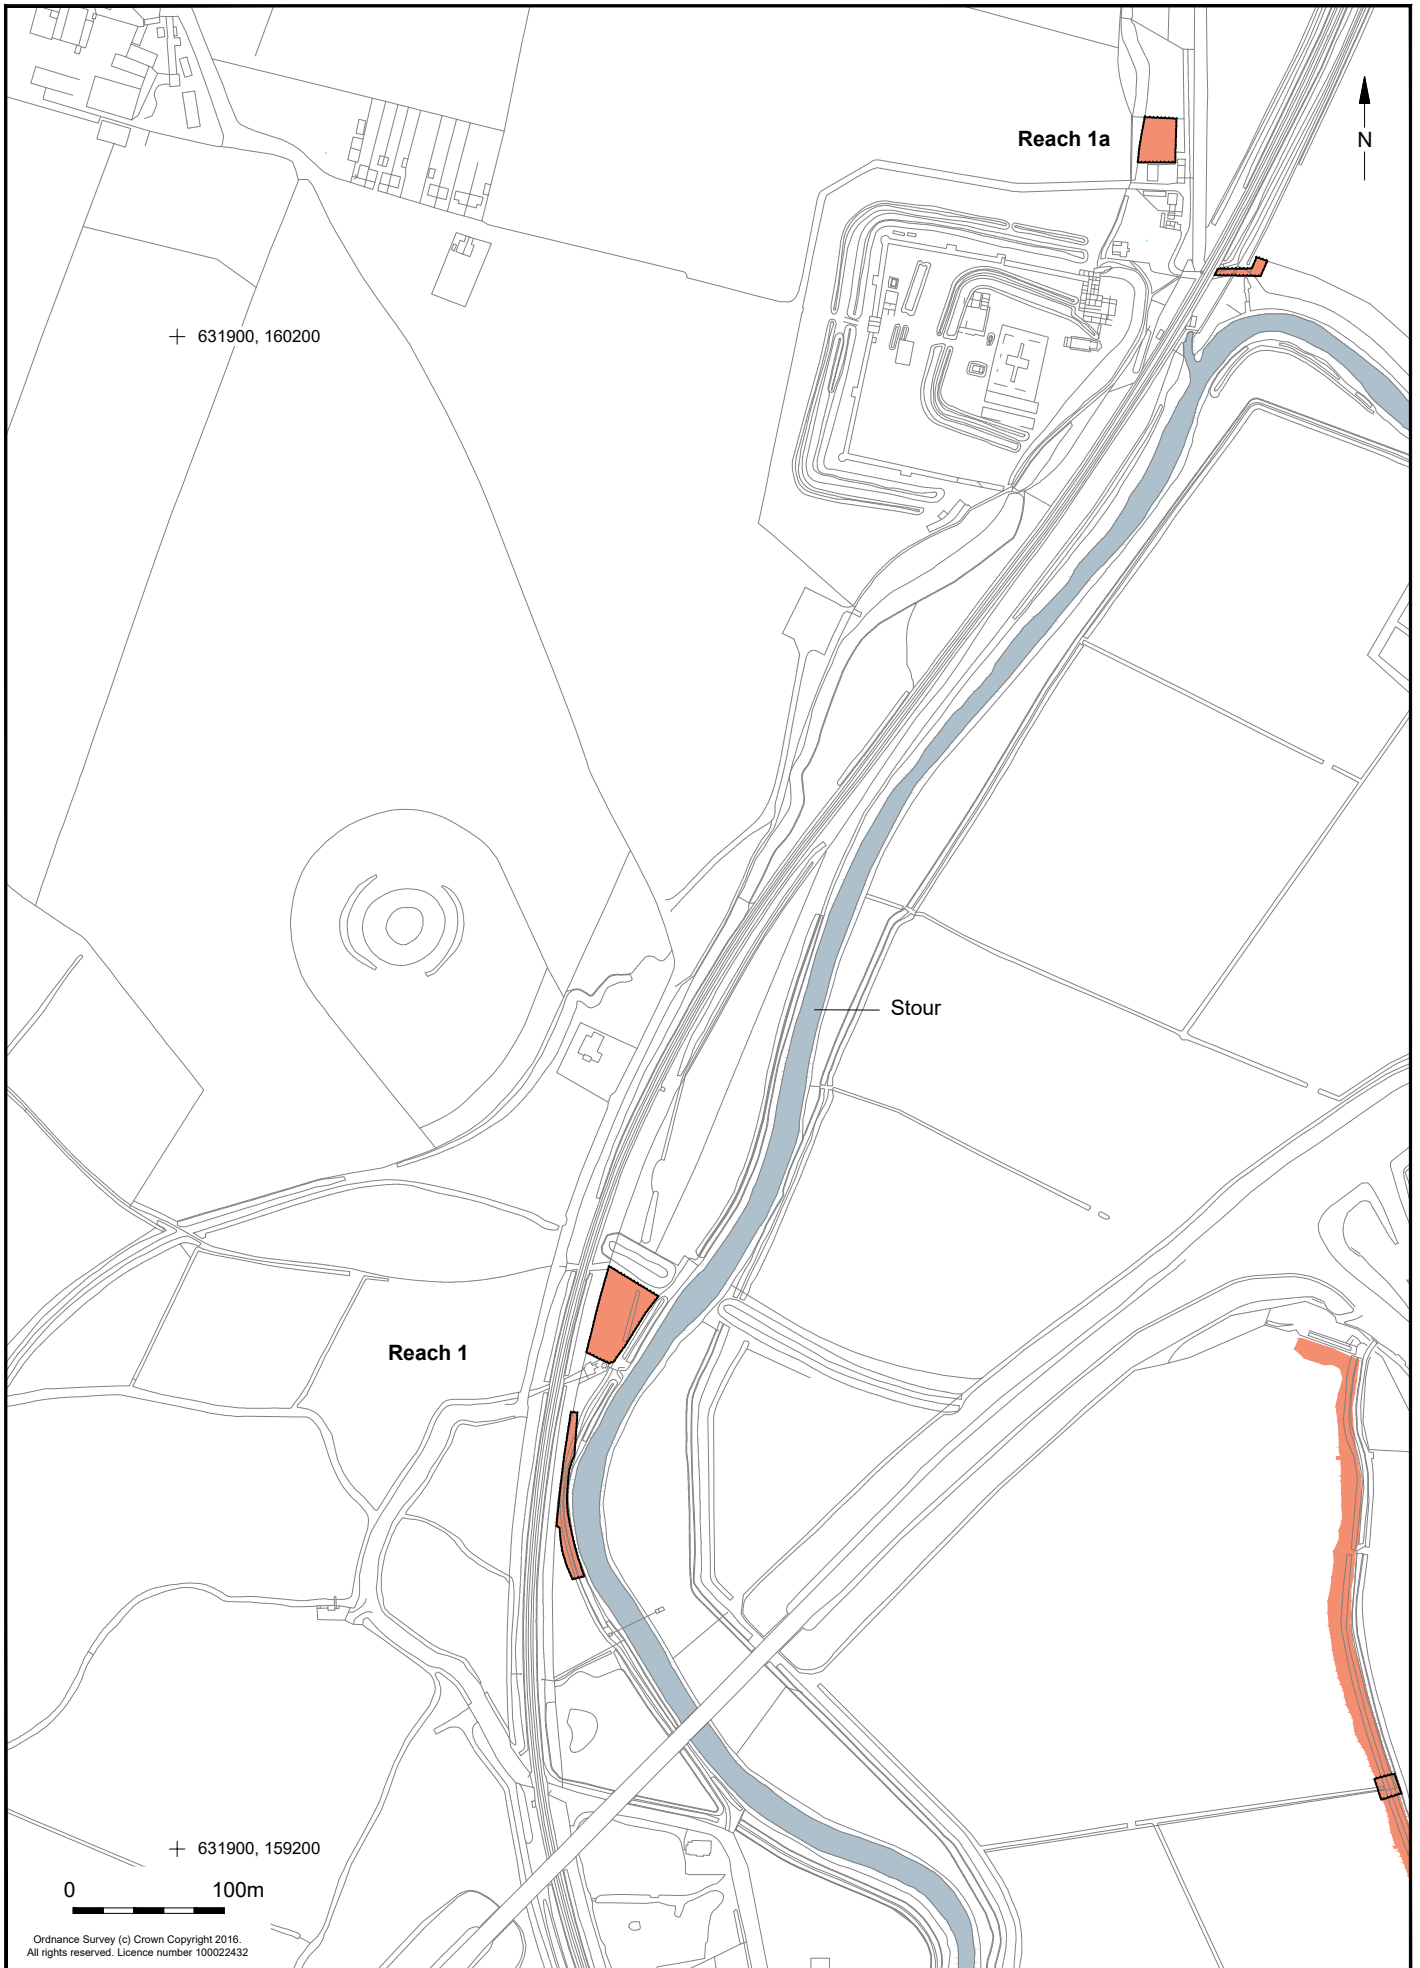 Reach 1a
N
631900, 160200
Stour
Reach 1
631900, 159200
0 100m
Ordnance Survey (c) Crown Copyright 2016.
All rights reserved. Licence number 100022432